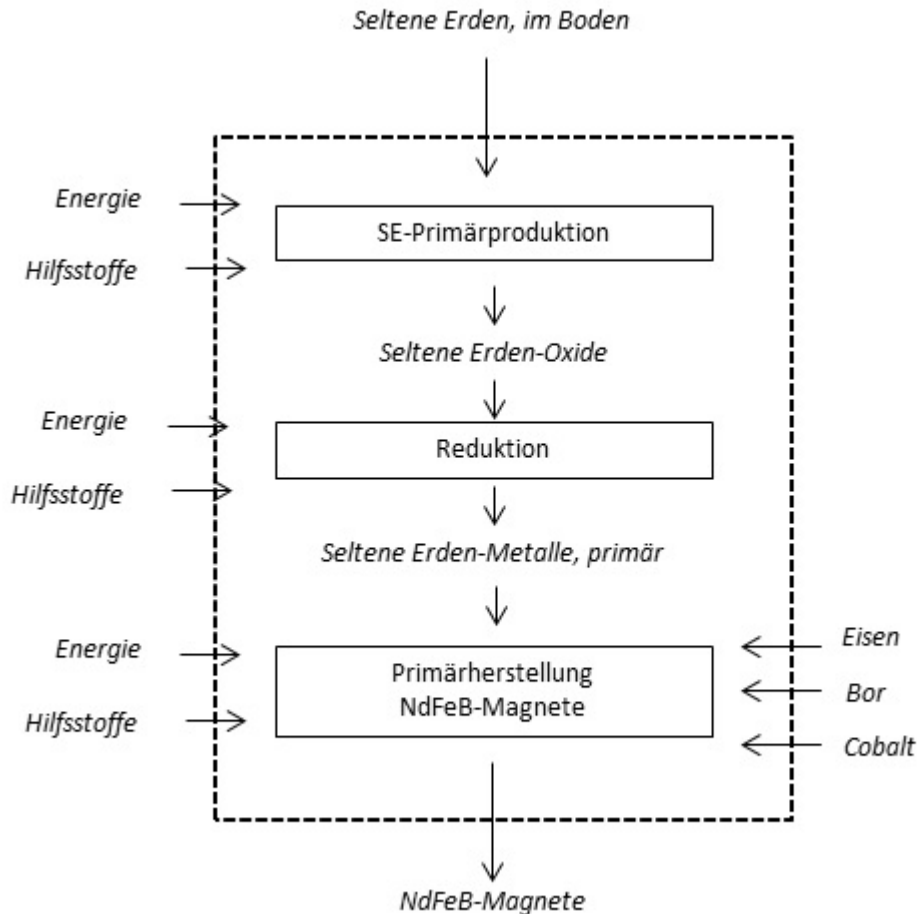 Seltene Erden, im Boden
Energie
SE-Primärproduktion
Hilfsstoffe
Seltene Erden-Oxide
Energie
Reduktion
Hilfsstoffe
Seltene Erden-Metalle, primär
Energie
Eisen
Primärherstellung
NdFeB-Magnete
Bor
Hilfsstoffe
Cobalt
NdFeB-Magnete